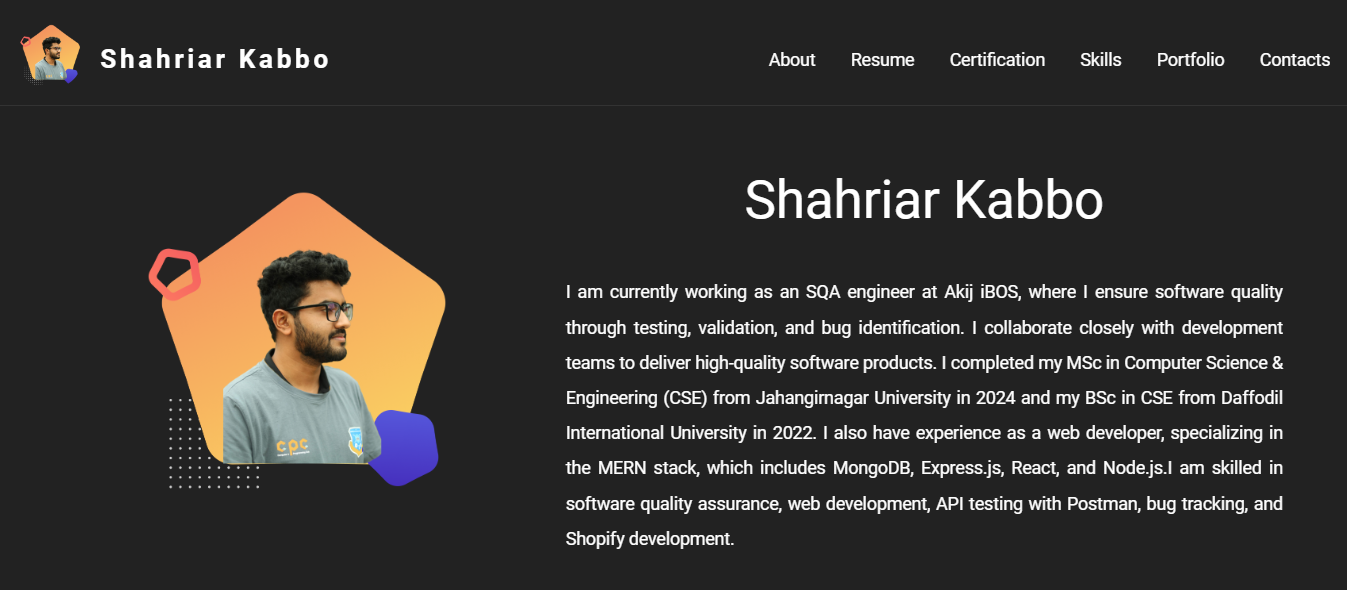 Shahriar Kabbo
About Resume Certification Skills Portfolio Contacts
Shahriar Kabbo
I am currently working as an SQA engineer at Akij iBOS, where I ensure software quality
through testing, validation, and bug identification. I collaborate closely with development
teams to deliver high-quality software products. I completed my MSc in Computer Science &
Engineering (CSE) from Jahangirnagar University in 2024 and my BSc in CSE from Daffodil
International University in 2022. I also have experience as a web developer, specializing in
the MERN stack, which includes MongoDB, Express.js, React, and Node.js.I am skilled in
software quality assurance, web development, API testing with Postman, bug tracking, and
Shopify development.
cpc